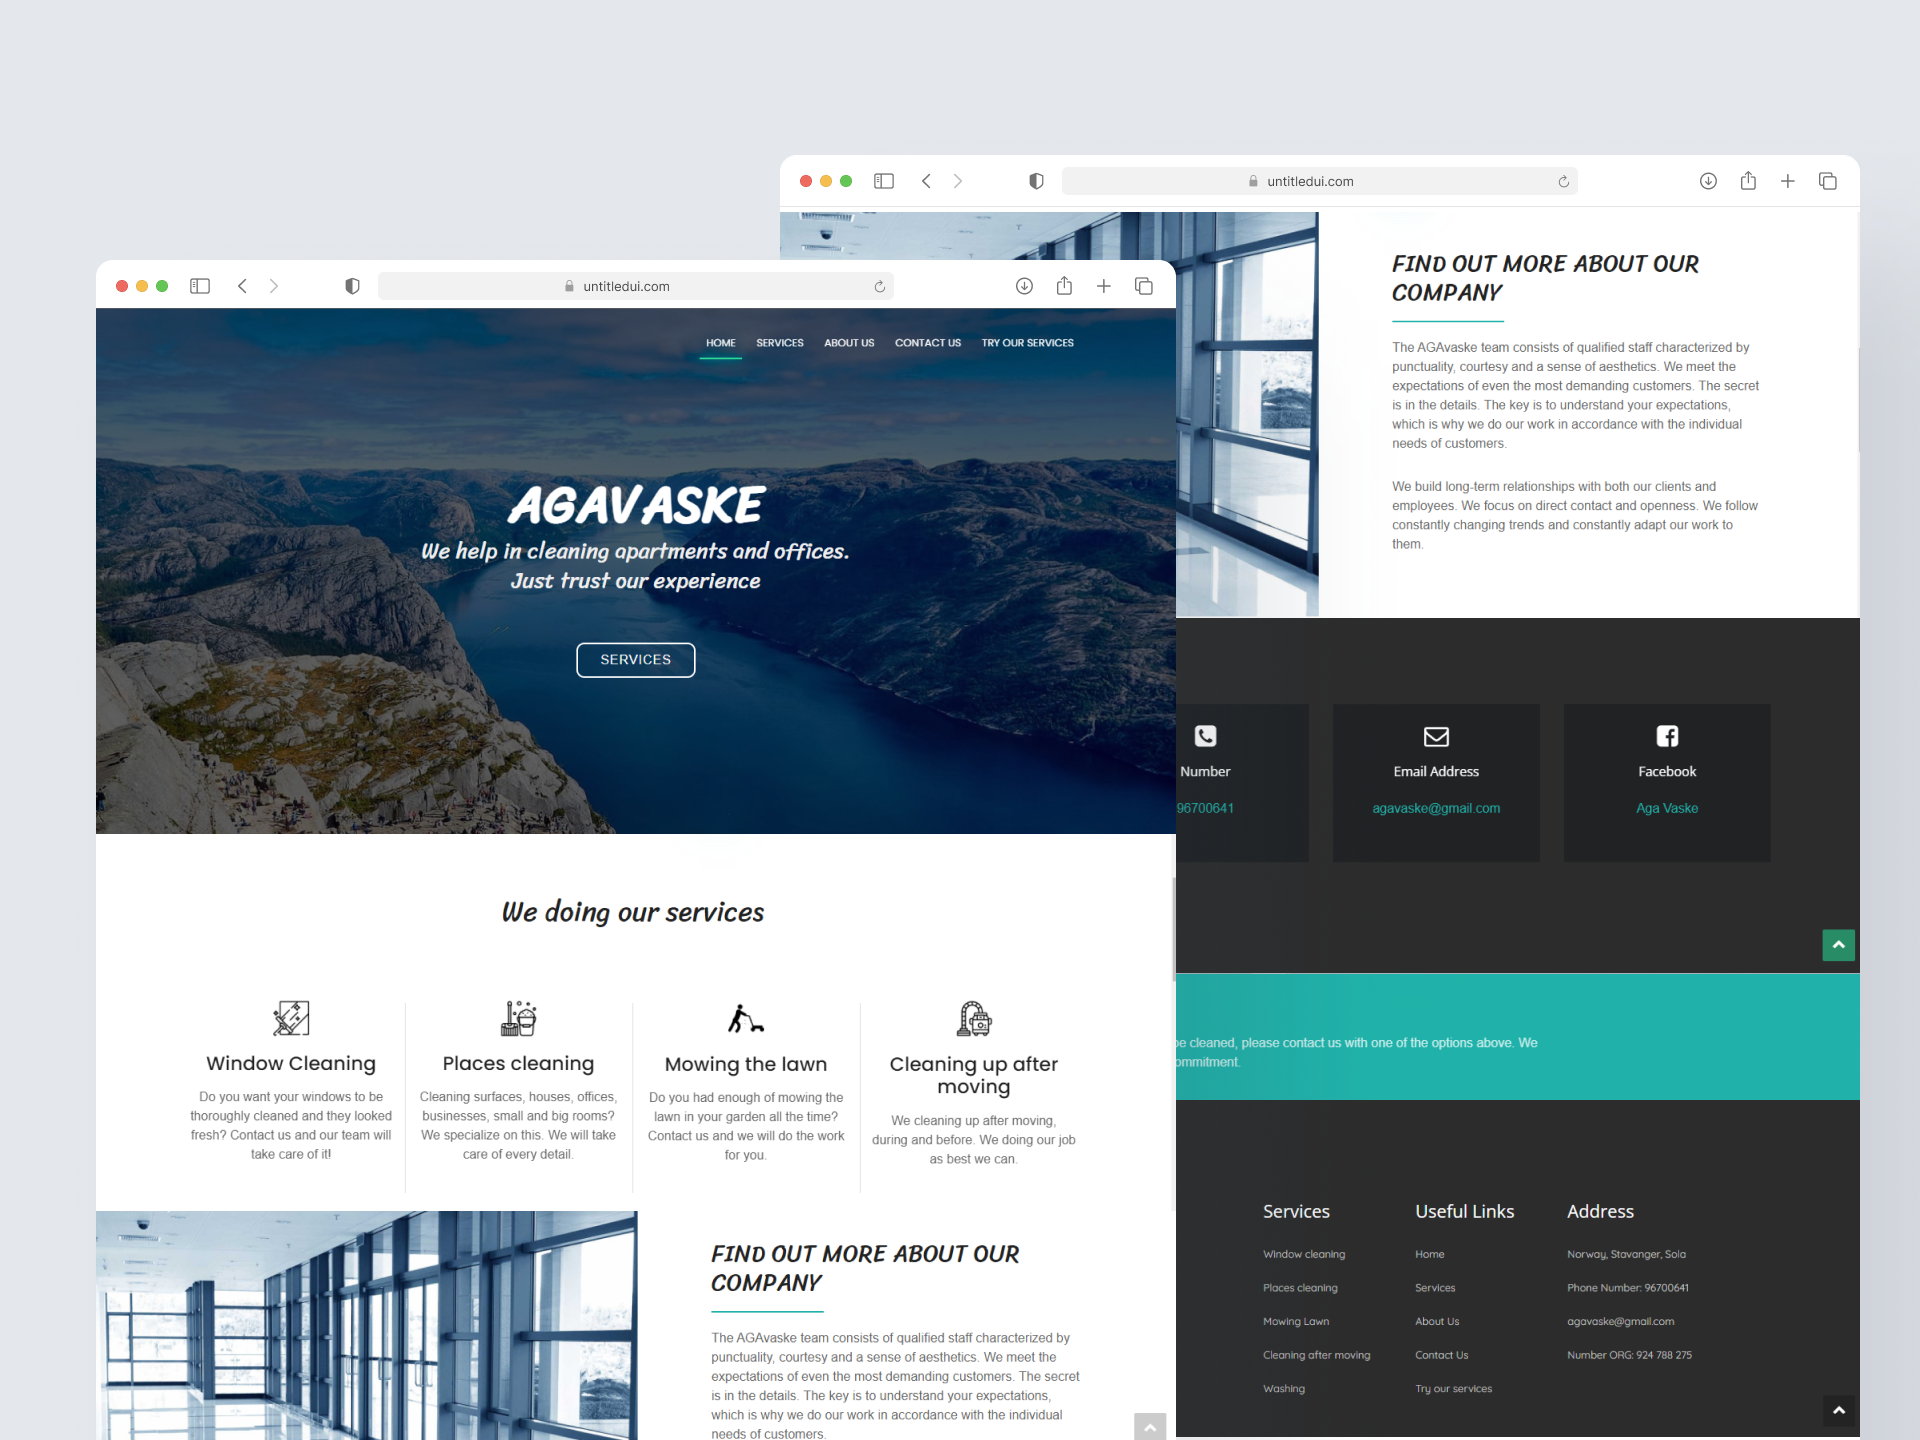 untitledui.com
FIND OUT MORE ABOUT OUR
COMPANY
The AGAvaske team consists of qualified staff characterized by
punctuality, courtesy and a sense of aesthetics. We meet the
expectations of even the most demanding customers. The secret
is in the details. The key is to understand your expectations,
which is why we do our work in accordance with the individual
needs of customers.
We build long-term relationships with both our clients and
employees. We focus on direct contact and openness. We follow
constantly changing trends and constantly adapt our work to
them.
Number
96700641
Email Address
agavaske@gmail.com
Facebook
Aga Vaske
be cleaned, please contact us with one of the options above. We
ommitment.
Services
Window cleaning
Places cleaning
Mowing Lawn
Cleaning after moving
Washing
Useful Links
Home
Services
About Us
Contact Us
Try our services
Address
Norway, Stavanger, Sola
Phone Number: 96700641
agavaske@gmail.com
Number ORG: 924 788 275
untitledui.com
HOME SERVICES ABOUT US CONTACT US TRY OUR SERVICES
AGAVASKE
We help in cleaning apartments and offices.
Just trust our experience
SERVICES
We doing our services
Window Cleaning
Do you want your windows to be
thoroughly cleaned and they looked
fresh? Contact us and our team will
take care of it!
Places cleaning
Cleaning surfaces, houses, offices,
businesses, small and big rooms?
We specialize on this. We will take
care of every detail.
Mowing the lawn
Do you had enough of mowing the
lawn in your garden all the time?
Contact us and we will do the work
for you.
Cleaning up after
moving
We cleaning up after moving,
during and before. We doing our job
as best we can.
FIND OUT MORE ABOUT OUR
COMPANY
The AGAvaske team consists of qualified staff characterized by
punctuality, courtesy and a sense of aesthetics. We meet the
expectations of even the most demanding customers. The secret
is in the details. The key is to understand your expectations,
which is why we do our work in accordance with the individual
needs of customers.